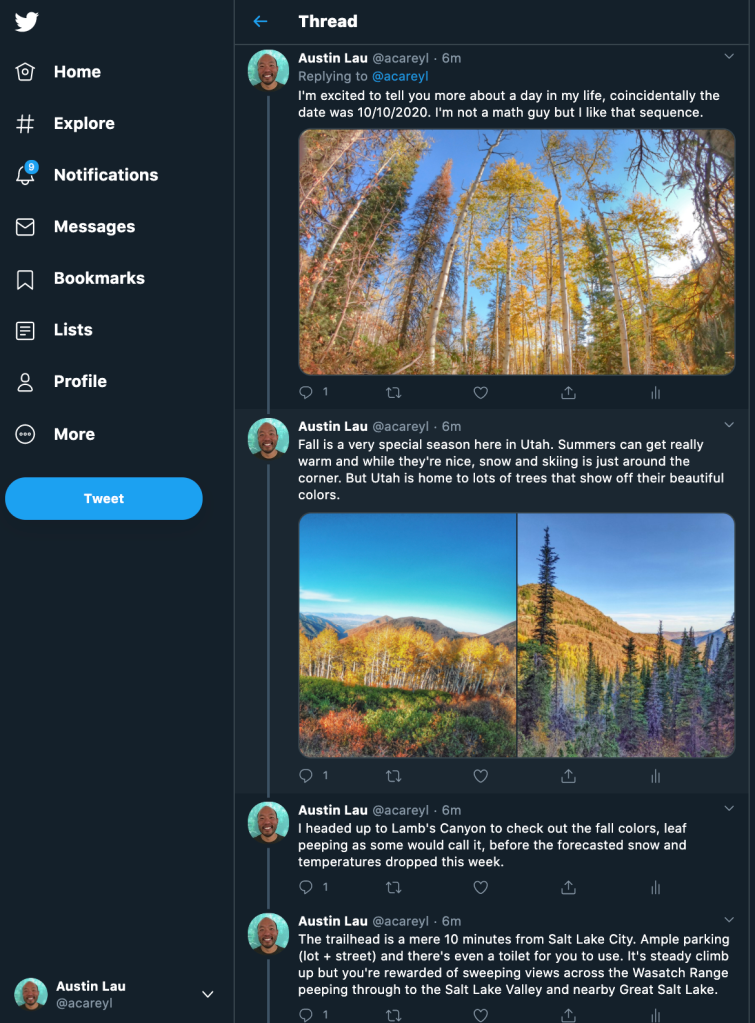 Home
Explore
9
Notifications
Messages
Bookmarks
Lists
Profile
More
Tweet
Austin Lau
@acareyl
Thread
Austin Lau @acareyl · 6m
Replying to @acareyl
I'm excited to tell you more about a day in my life, coincidentally the
date was 10/10/2020. I'm not a math guy but I like that sequence.
1
Austin Lau @acareyl · 6m
Fall is a very special season here in Utah. Summers can get really
warm and while they're nice, snow and skiing is just around the
corner. But Utah is home to lots of trees that show off their beautiful
colors.
1
Austin Lau @acareyl · 6m
I headed up to Lamb's Canyon to check out the fall colors, leaf
peeping as some would call it, before the forecasted snow and
temperatures dropped this week.
1
Austin Lau @acareyl · 6m
The trailhead is a mere 10 minutes from Salt Lake City. Ample parking
(lot + street) and there's even a toilet for you to use. It's steady climb
up but you're rewarded of sweeping views across the Wasatch Range
peeping through to the Salt Lake Valley and nearby Great Salt Lake.
1